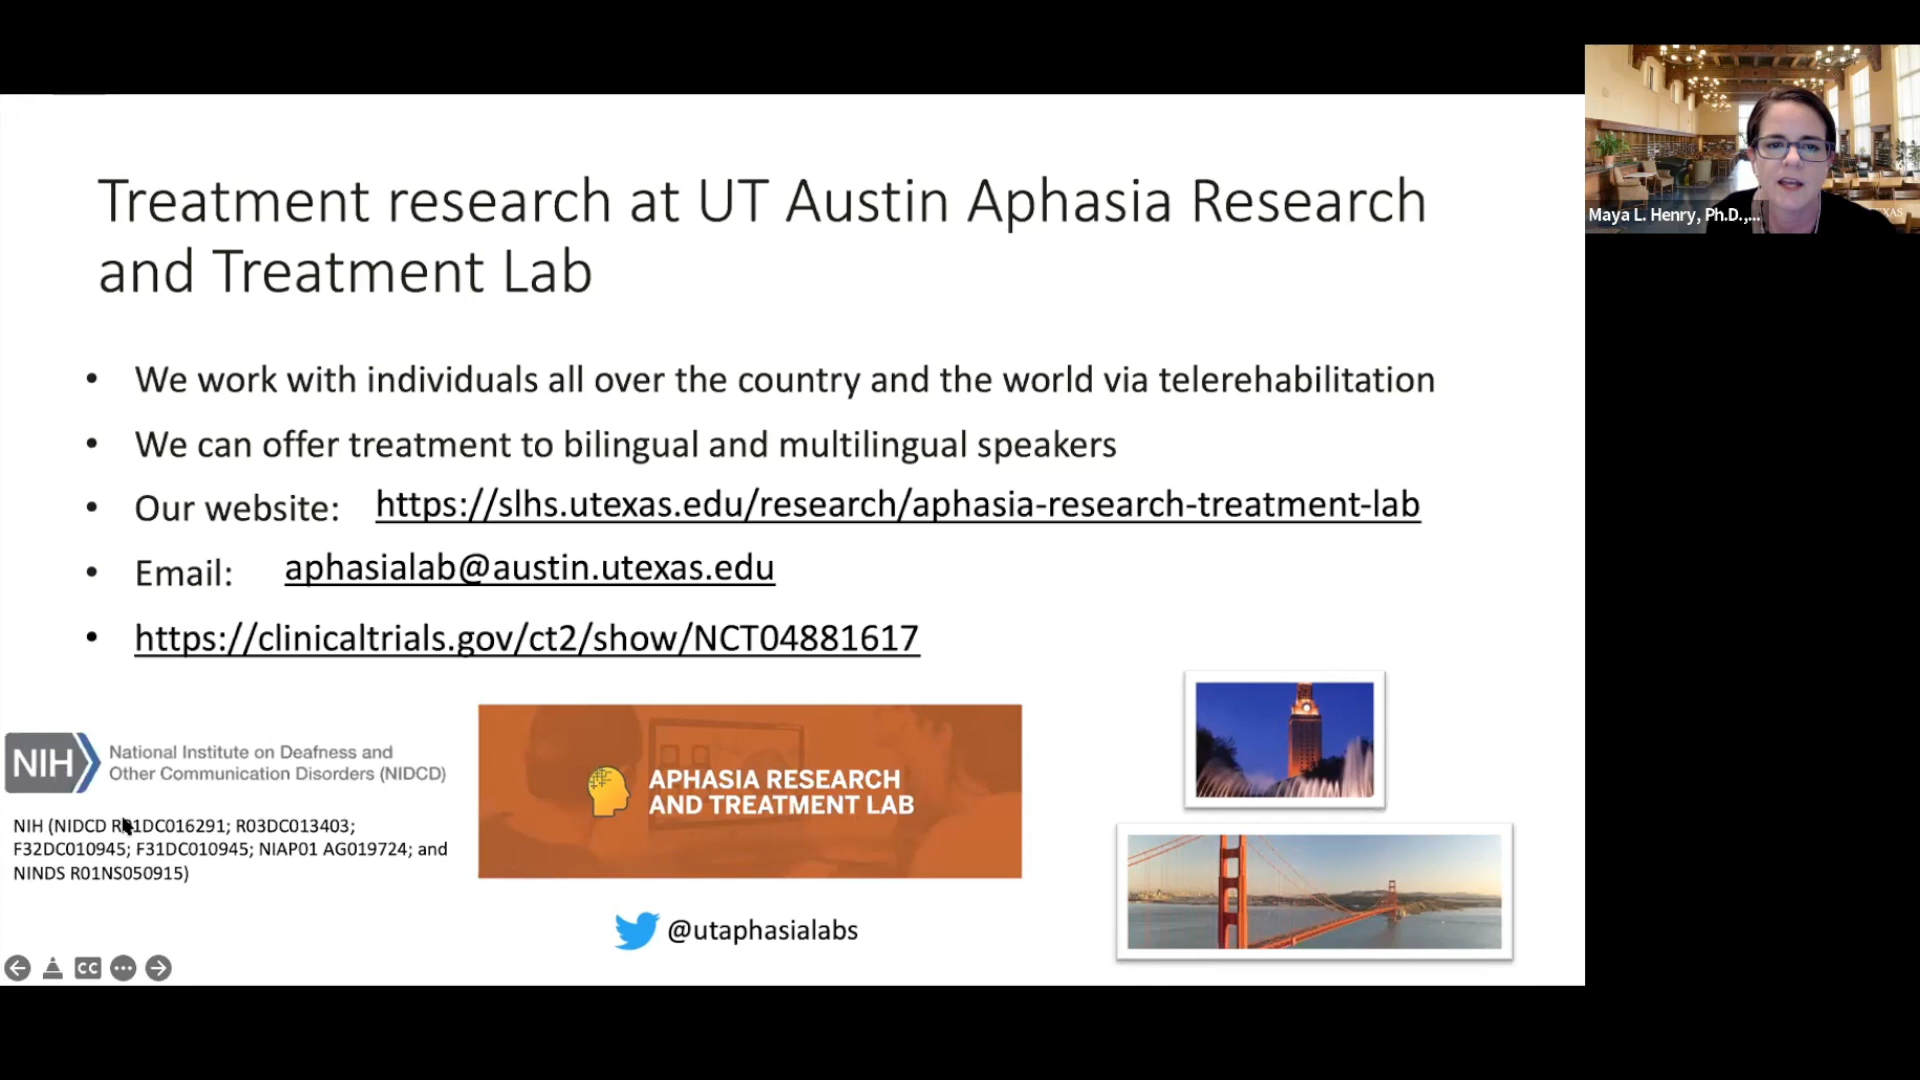 Treatment research at UT Austin Aphasia Research
and Treatment Lab
• We work with individuals all over the country and the world via telerehabilitation
• We can offer treatment to bilingual and multilingual speakers
• Our website: https://slhs.utexas.edu/research/aphasia-research-treatment-lab
• Email: aphasialab@austin.utexas.edu
• https://clinicaltrials.gov/ct2/show/NCT04881617
NIH
National Institute on Deafness and
Other Communication Disorders (NIDCD)
NIH (NIDCD R01DC016291; R03DC013403;
F32DC010945; F31DC010945; NIAP01 AG019724; and
NINDS R01NS050915)
APHASIA RESEARCH
AND TREATMENT LAB
@utaphasialabs
CC
Maya L. Henry, Ph.D.,...